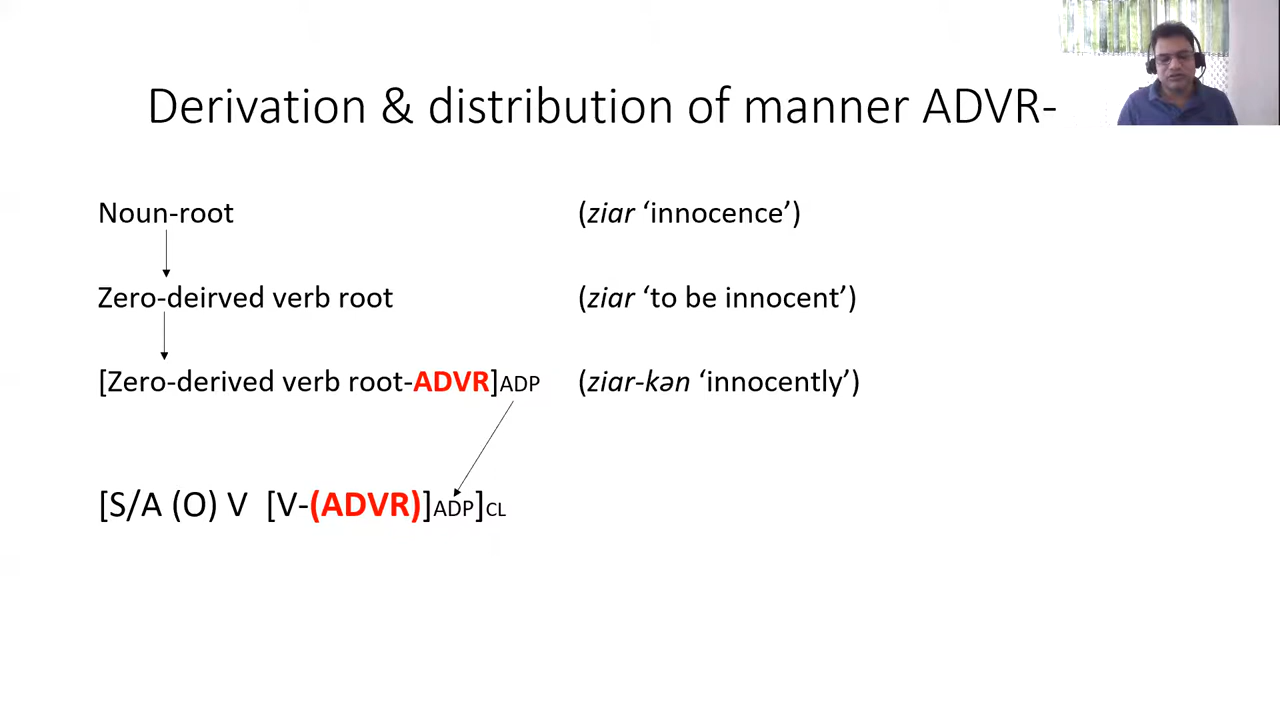 Derivation & distribution of manner ADVR-
Noun-root (ziar ‘innocence’)
Zero-deirved verb root (ziar ‘to be innocent’)
[Zero-derived verb root-ADVR]ADP (ziar-kən ‘innocently’)
[S/A (O) V [V-(ADVR)]ADP]CL